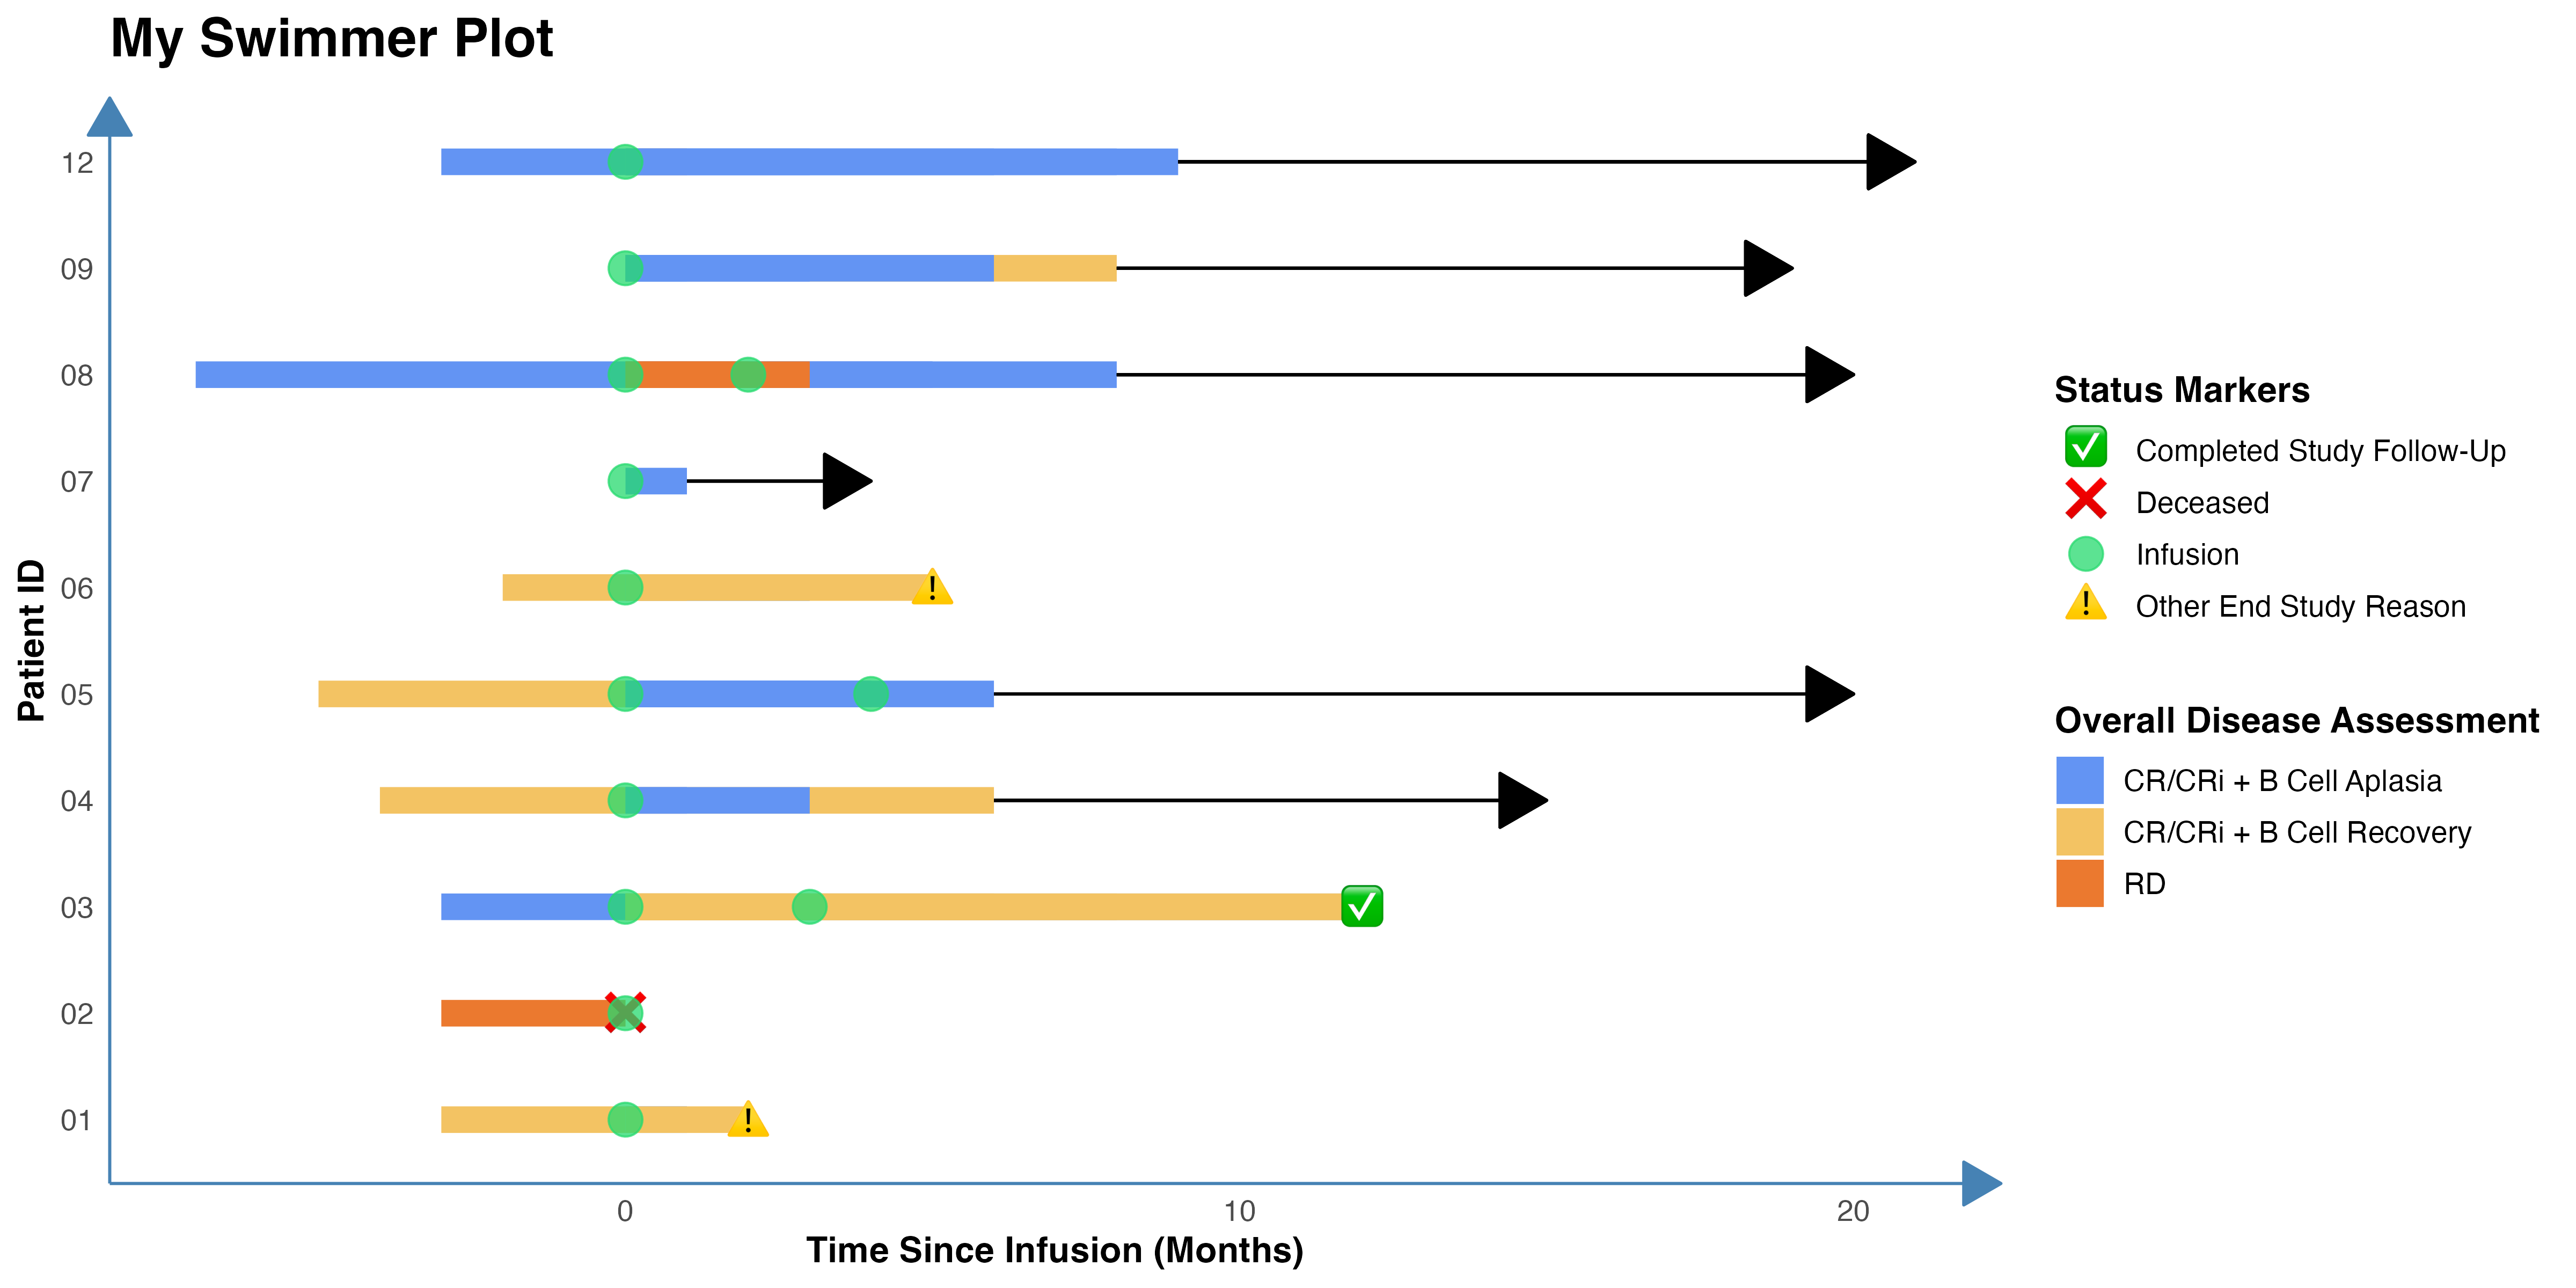 My Swimmer Plot
12
09
08
07
06
05
04
03
02
01
Patient ID
0
10
20
Time Since Infusion (Months)
Status Markers
Completed Study Follow-Up
Deceased
Infusion
Other End Study Reason
Overall Disease Assessment
CR/CRi + B Cell Aplasia
CR/CRi + B Cell Recovery
RD